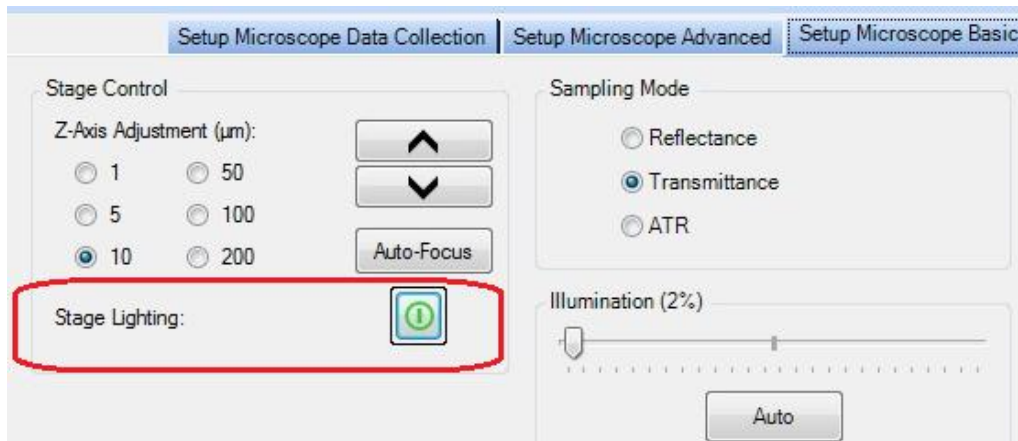 Setup Microscope Data Collection
Setup Microscope Advanced
Setup Microscope Basic
Stage Control
Z-Axis Adjustment (µm):
1
50
5
100
10
200
Auto-Focus
Stage Lighting:
Sampling Mode
Reflectance
Transmittance
ATR
Illumination (2%)
Auto